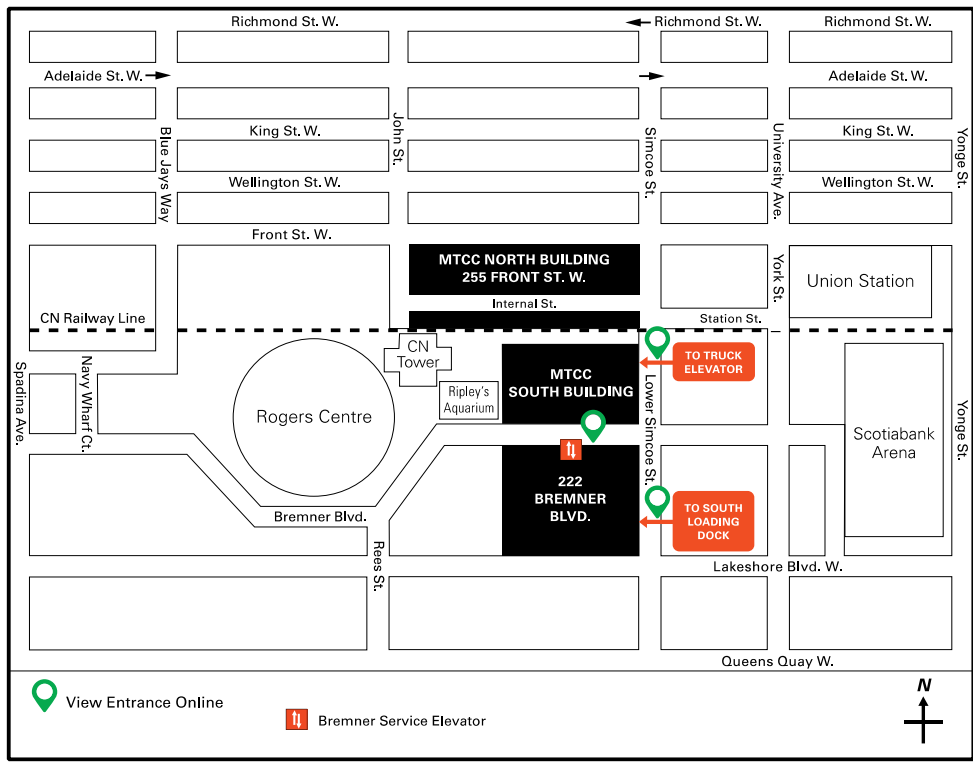 Richmond St. W.
Richmond St. W.
Richmond St. W.
Adelaide St. W.
Adelaide St. W.
Blue Jays Way
King St. W.
John St.
Simcoe St.
University Ave.
King St. W.
Yonge St.
Wellington St. W.
Wellington St. W.
Front St. W.
MTCC NORTH BUILDING
255 FRONT ST. W.
York St.
Union Station
Internal St.
CN Railway Line
Station St.
CN
Tower
TO TRUCK
ELEVATOR
Spadina Ave.
Navy Wharf Ct.
Rogers Centre
Ripley's
Aquarium
MTCC
SOUTH BUILDING
Lower Simcoe St.
Scotiabank
Arena
Yonge St.
222
BREMNER
BLVD.
Bremner Blvd.
TO SOUTH
LOADING
DOCK
Rees St.
Lakeshore Blvd. W.
Queens Quay W.
View Entrance Online
Bremner Service Elevator
N